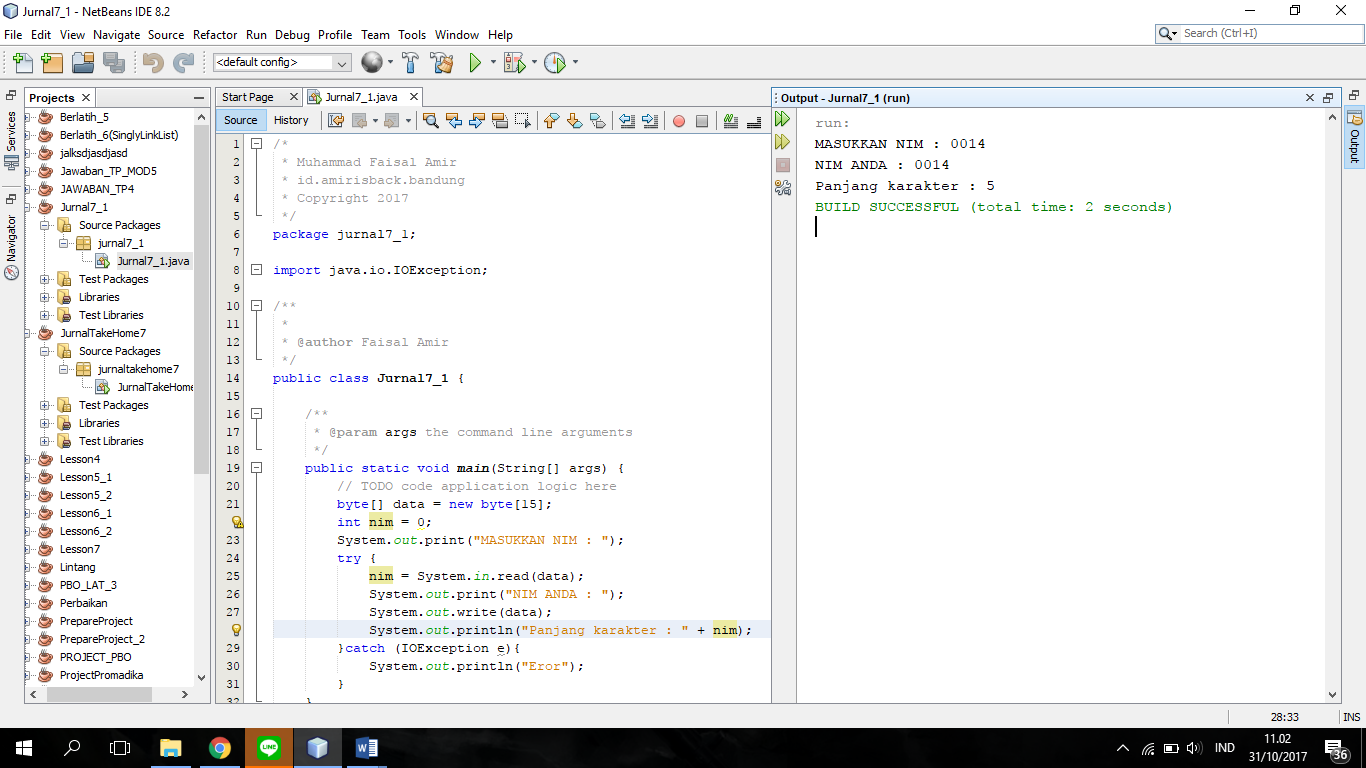 Jurnal7_1 - NetBeans IDE 8.2
File Edit View Navigate Source Refactor Run Debug Profile Team Tools Window Help
Search (Ctrl+I)
<default config>
Services
Navigator
Projects
Berlatih_5
Berlatih_6(SinglyLinkList)
jalksdjasdjasd
Jawaban_TP_MOD5
JAWABAN_TP4
Jurnal7_1
Source Packages
jurnal7_1
Jurnal7_1.java
Test Packages
Libraries
Test Libraries
JurnalTakeHome7
Source Packages
jurnaltakehome7
JurnalTakeHome
Test Packages
Libraries
Test Libraries
Lesson4
Lesson5_1
Lesson5_2
Lesson6_1
Lesson6_2
Lesson7
Lintang
PBO_LAT_3
Perbaikan
PrepareProject
PrepareProject_2
PROJECT_PBO
ProjectPromadika
Start Page Jurnal7_1.java
Source History
1 /*
2 * Muhammad Faisal Amir
3 * id.amirisback.bandung
4 * Copyright 2017
5 */
6 package jurnal7_1;
7
8 import java.io.IOException;
9
10 /**
11 *
12 * @author Faisal Amir
13 */
14 public class Jurnal7_1 {
15
16 /**
17 * @param args the command line arguments
18 */
19 public static void main(String[] args) {
20 // TODO code application logic here
21 byte[] data = new byte[15];
int nim = 0;
23 System.out.print("MASUKKAN NIM : ");
24 try {
25 nim = System.in.read(data);
26 System.out.print("NIM ANDA : ");
27 System.out.write(data);
System.out.println("Panjang karakter : " + nim);
29 }catch (IOException e){
30 System.out.println("Eror");
31 }
32 }
Output - Jurnal7_1 (run)
run:
MASUKKAN NIM : 0014
NIM ANDA : 0014
Panjang karakter : 5
BUILD SUCCESSFUL (total time: 2 seconds)
Output
28:33 INS
LINE
W
IND
11.02
31/10/2017
36